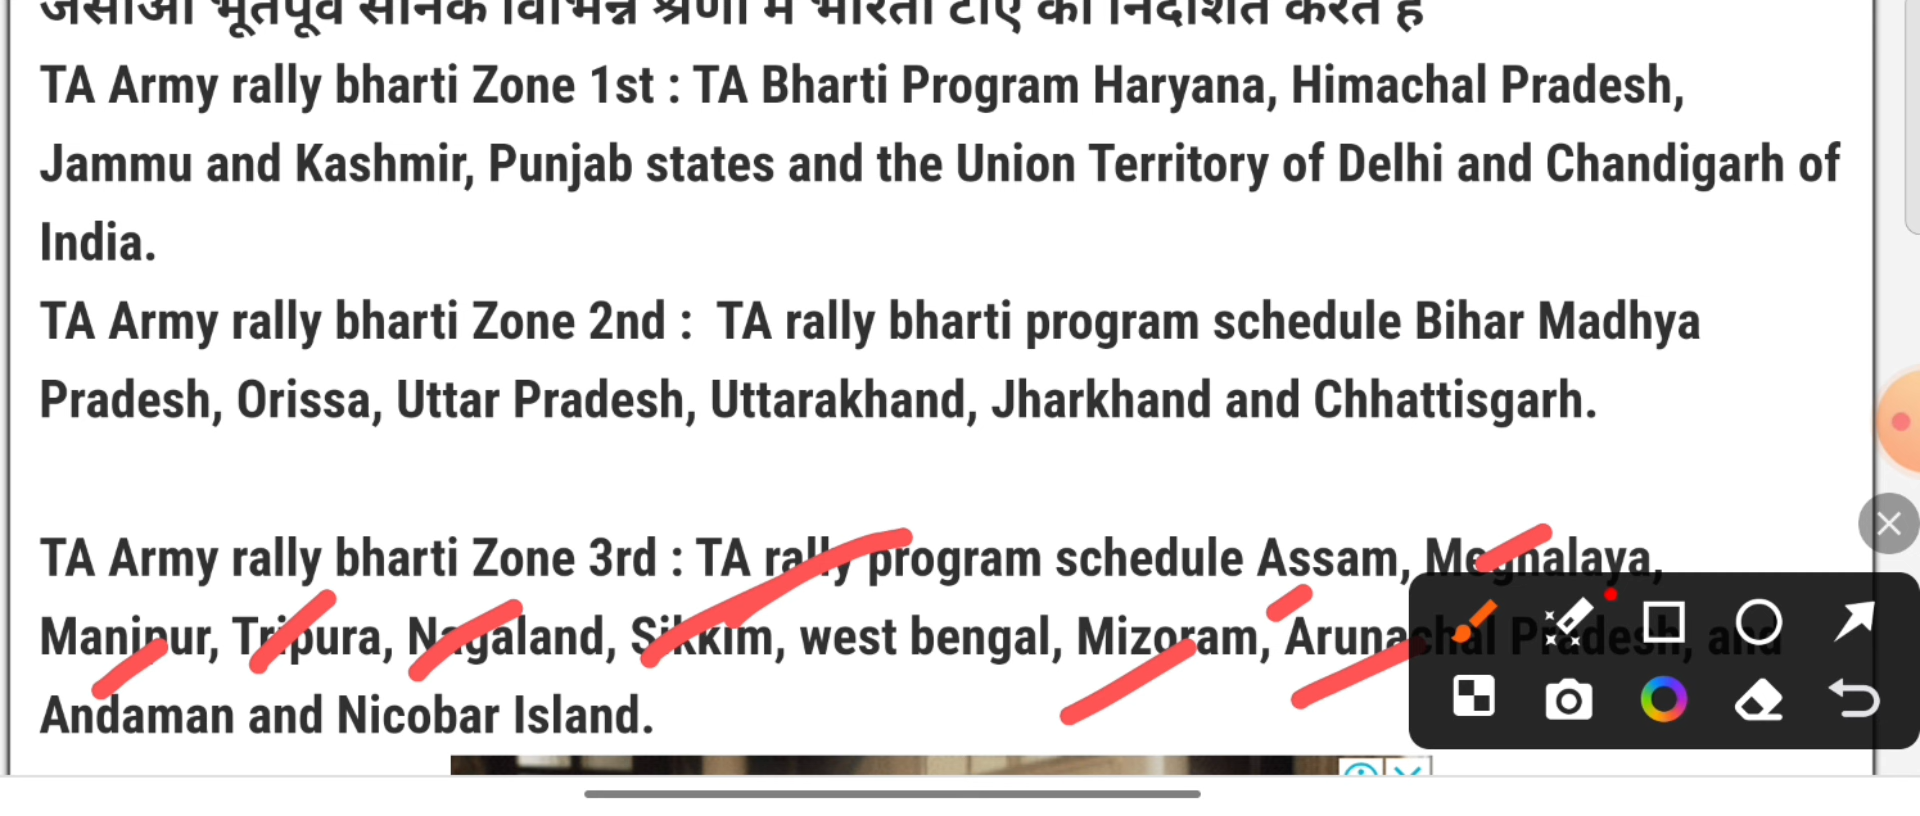 जेसीओ भूतपूर्व सैनिक विभिन्न श्रेणी में भारती टीए को निर्देशित करते हैं
TA Army rally bharti Zone 1st : TA Bharti Program Haryana, Himachal Pradesh,
Jammu and Kashmir, Punjab states and the Union Territory of Delhi and Chandigarh of
India.
TA Army rally bharti Zone 2nd : TA rally bharti program schedule Bihar Madhya
Pradesh, Orissa, Uttar Pradesh, Uttarakhand, Jharkhand and Chhattisgarh.
TA Army rally bharti Zone 3rd : TA rally program schedule Assam, Meghalaya,
Manipur, Tripura, Nagaland, Sikkim, west bengal, Mizoram, Arunachal Pradesh, and
Andaman and Nicobar Island.